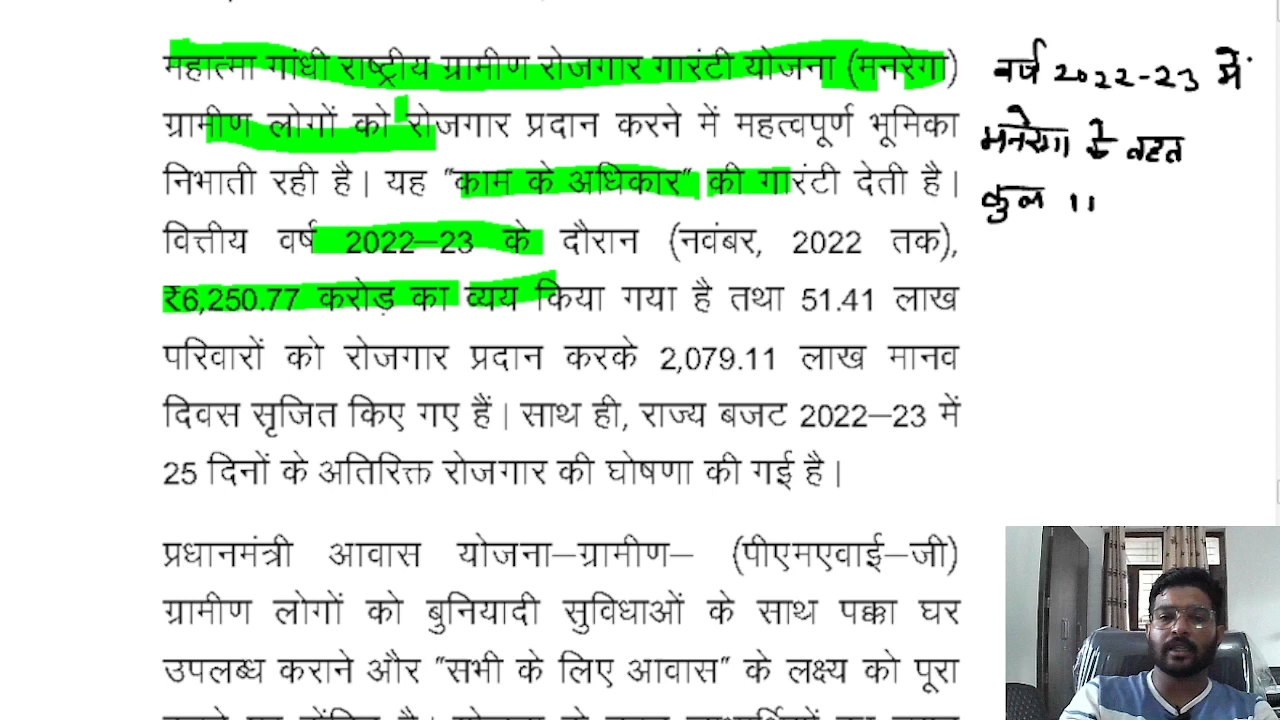 महात्मा गांधी राष्ट्रीय ग्रामीण रोजगार गारंटी योजना (मनरेगा)
ग्रामीण लोगों को रोजगार प्रदान करने में महत्वपूर्ण भूमिका
निभाती रही है। यह "काम के अधिकार" की गारंटी देती है।
वित्तीय वर्ष 2022–23 के दौरान (नवंबर, 2022 तक),
₹6,250.77 करोड़ का व्यय किया गया है तथा 51.41 लाख
परिवारों को रोजगार प्रदान करके 2,079.11 लाख मानव
दिवस सृजित किए गए हैं। साथ ही, राज्य बजट 2022–23 में
25 दिनों के अतिरिक्त रोजगार की घोषणा की गई है।
प्रधानमंत्री आवास योजना–ग्रामीण– (पीएमएवाई–जी)
ग्रामीण लोगों को बुनियादी सुविधाओं के साथ पक्का घर
उपलब्ध कराने और "सभी के लिए आवास" के लक्ष्य को पूरा
वर्ष 2022-23 में
मनरेगा के तहत
कुल 11